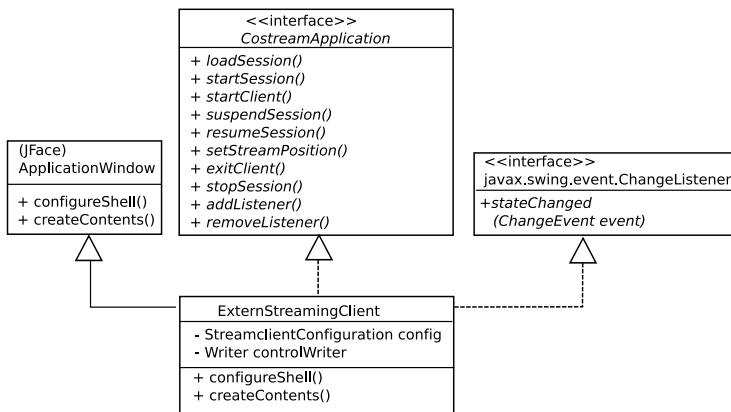 <<interface>>
CostreamApplication
+ loadSession()
+ startSession()
+ startClient()
+ suspendSession()
+ resumeSession()
+ setStreamPosition()
+ exitClient()
+ stopSession()
+ addListener()
+ removeListener()
(JFace)
ApplicationWindow
+ configureShell()
+ createContents()
<<interface>>
javax.swing.event.ChangeListener
+stateChanged
(ChangeEvent event)
ExternStreamingClient
- StreamclientConfiguration config
- Writer controlWriter
+ configureShell()
+ createContents()